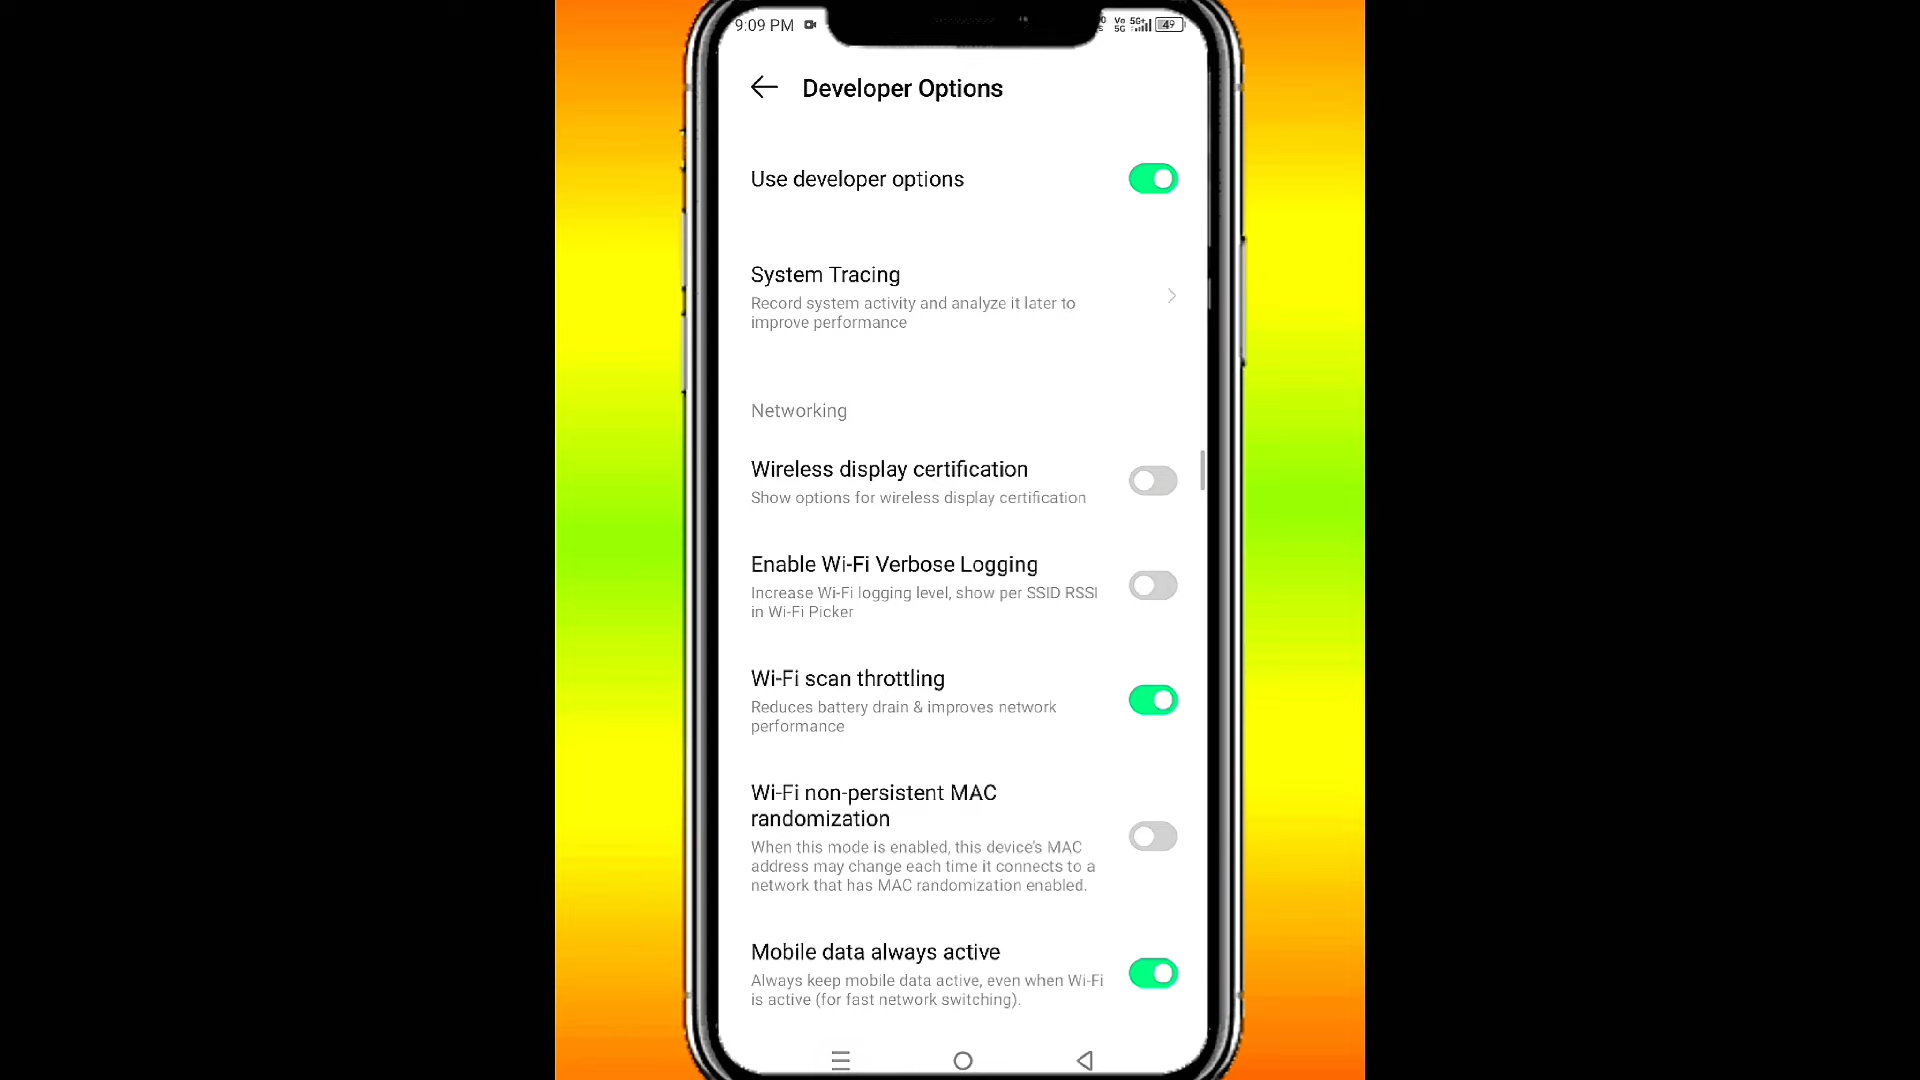 9:09 PM
Vo 5G+
5G
49
Developer Options
Use developer options
System Tracing
Record system activity and analyze it later to
improve performance
Networking
Wireless display certification
Show options for wireless display certification
Enable Wi-Fi Verbose Logging
Increase Wi-Fi logging level, show per SSID RSSI
in Wi-Fi Picker
Wi-Fi scan throttling
Reduces battery drain & improves network
performance
Wi-Fi non-persistent MAC
randomization
When this mode is enabled, this device's MAC
address may change each time it connects to a
network that has MAC randomization enabled.
Mobile data always active
Always keep mobile data active, even when Wi-Fi
is active (for fast network switching).